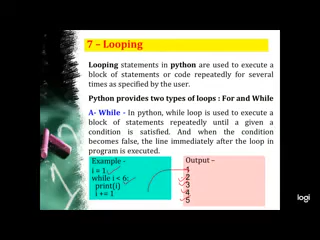 7 – Looping
Looping statements in python are used to execute a
block of statements or code repeatedly for several
times as specified by the user.
Python provides two types of loops : For and While
A- While - In python, while loop is used to execute a
block of statements repeatedly until a given a
condition is satisfied. And when the condition
becomes false, the line immediately after the loop in
program is executed.
Example -
i = 1
while i < 6:
print(i)
i += 1
Output –
1
2
3
4
5
logi